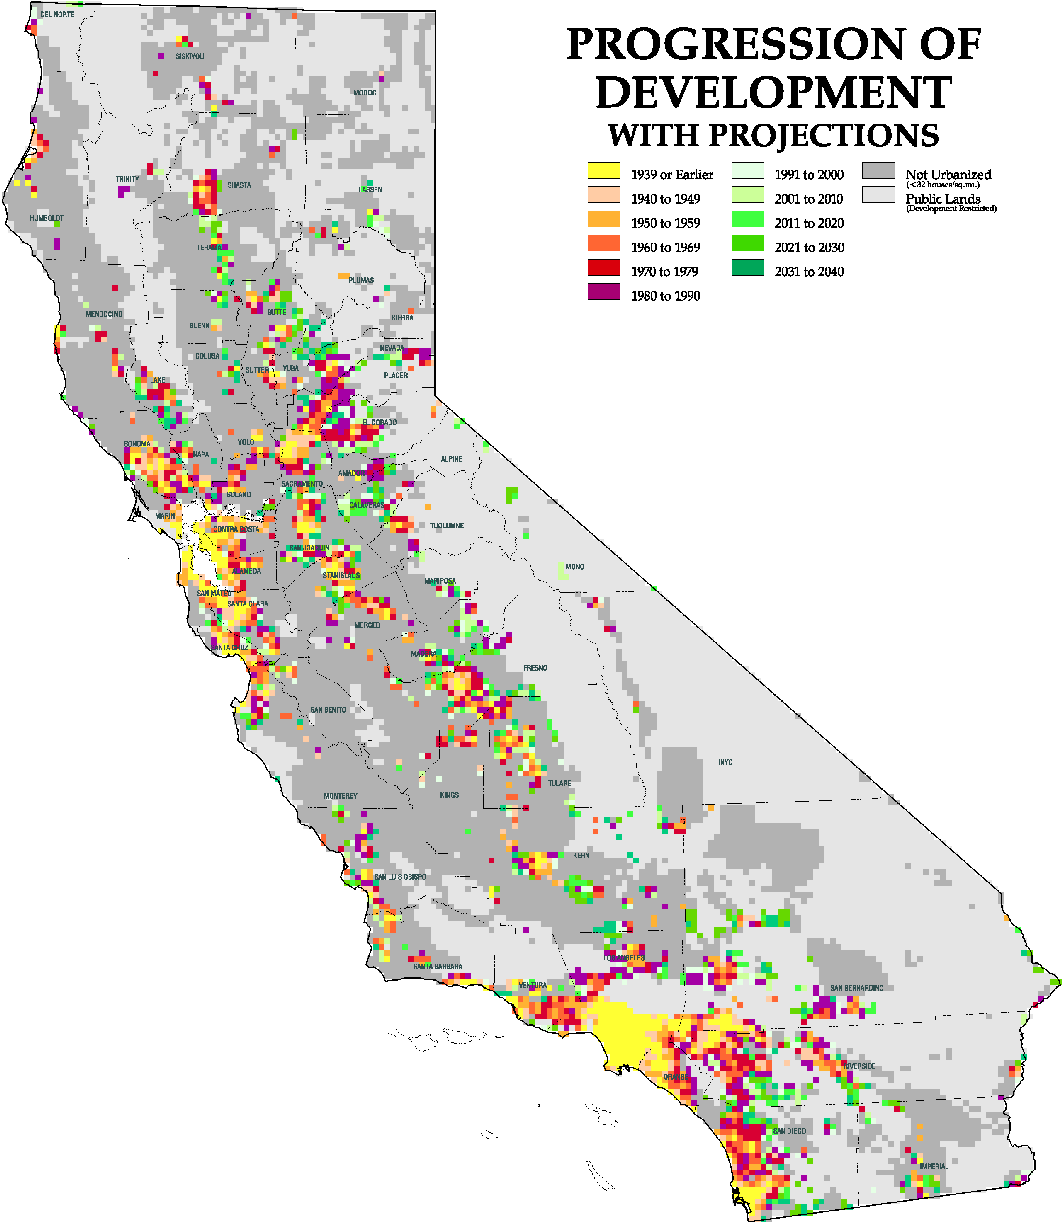 PROGRESSION OF
DEVELOPMENT
WITH PROJECTIONS
1939 or Earlier
1940 to 1949
1950 to 1959
1960 to 1969
1970 to 1979
1980 to 1990
1991 to 2000
2001 to 2010
2011 to 2020
2021 to 2030
2031 to 2040
Not Urbanized
(<32 houses/sq.mi.)
Public Lands
(Development Restricted)
DEL NORTE
SISKIYOU
MODOC
TRINITY
SHASTA
LASSEN
HUMBOLDT
TEHAMA
PLUMAS
MENDOCINO
BUTTE
GLENN
SIERRA
COLUSA
NEVADA
SUTTER
YUBA
PLACER
LAKE
EL DORADO
SONOMA
NAPA
YOLO
ALPINE
AMADOR
SACRAMENTO
SOLANO
CALAVERAS
MARIN
CONTRA COSTA
TUOLUMNE
SAN JOAQUIN
ALAMEDA
STANISLAUS
MONO
MARIPOSA
SAN MATEO
SANTA CLARA
MERCED
SANTA CRUZ
MADERA
FRESNO
SAN BENITO
INYO
MONTEREY
KINGS
TULARE
KERN
SAN LUIS OBISPO
LOS ANGELES
SANTA BARBARA
VENTURA
SAN BERNARDINO
ORANGE
RIVERSIDE
SAN DIEGO
IMPERIAL